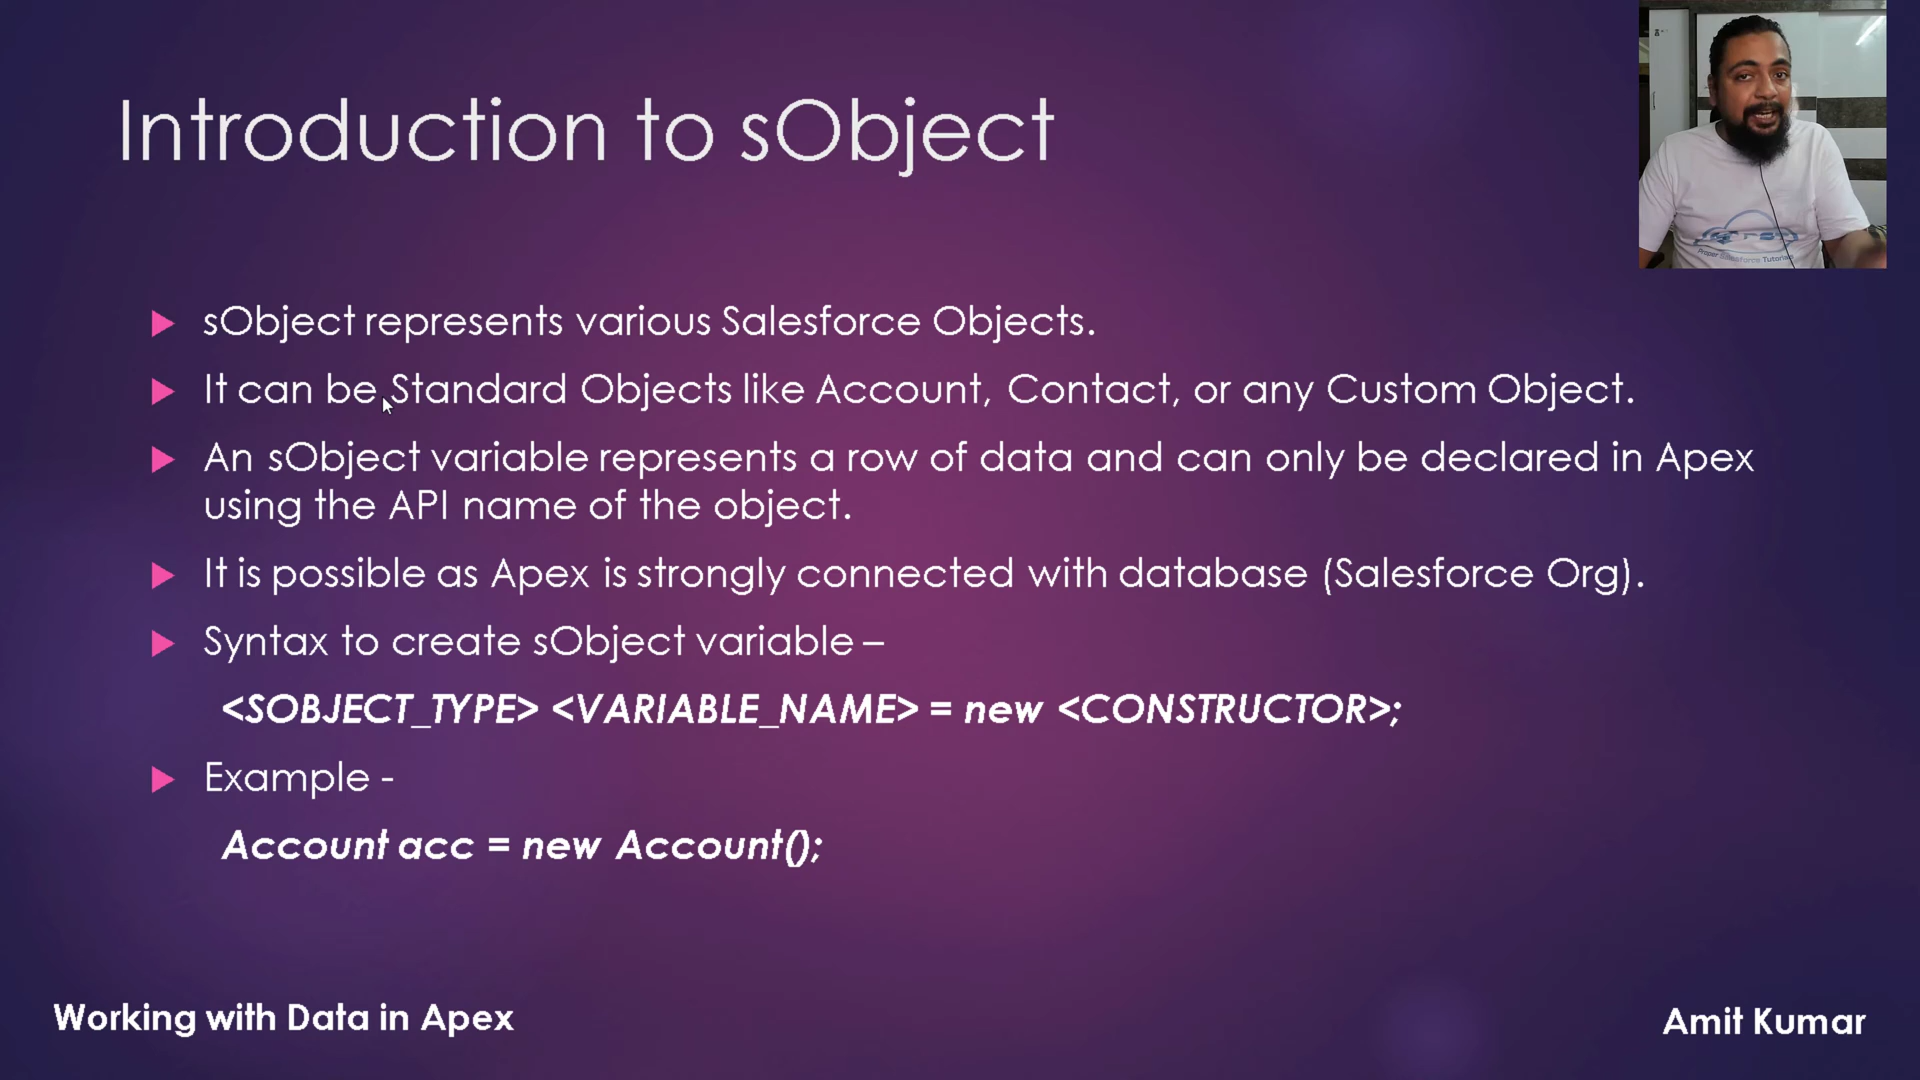 Introduction to sObject
sObject represents various Salesforce Objects.
It can be Standard Objects like Account, Contact, or any Custom Object.
An sObject variable represents a row of data and can only be declared in Apex
using the API name of the object.
It is possible as Apex is strongly connected with database (Salesforce Org).
Syntax to create sObject variable –
<SOBJECT_TYPE> <VARIABLE_NAME> = new <CONSTRUCTOR>;
Example -
Account acc = new Account();
Working with Data in Apex
Amit Kumar
Proper Salesforce Tutorials